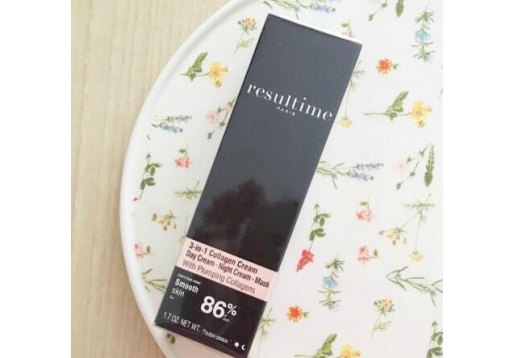 resultime
PARIS
3-in-1 Collagen Cream
Day Cream · Night Cream · Mask
With Plumping Collagens
Smooth
skin
86%
1.7 OZ. NET WT.